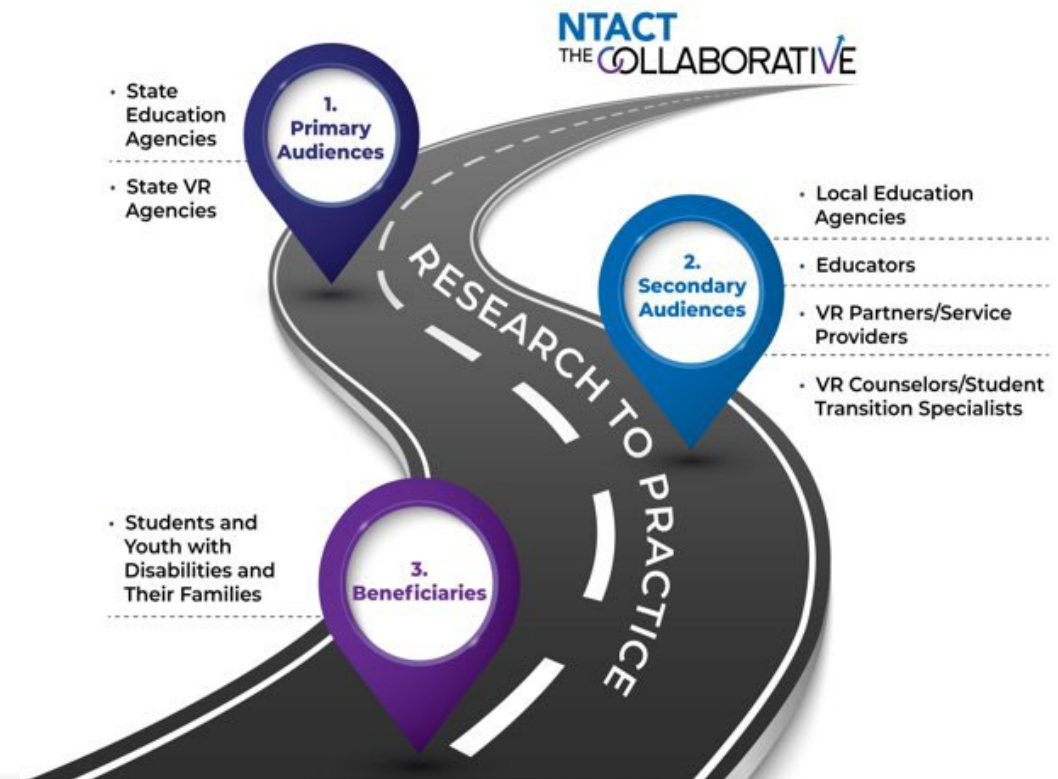 NTACT
THE COLLABORATIVE
1.
Primary
Audiences
• State
Education
Agencies
• State VR
Agencies
2.
Secondary
Audiences
• Local Education
Agencies
• Educators
• VR Partners/Service
Providers
• VR Counselors/Student
Transition Specialists
RESEARCH TO PRACTICE
3.
Beneficiaries
• Students and
Youth with
Disabilities and
Their Families